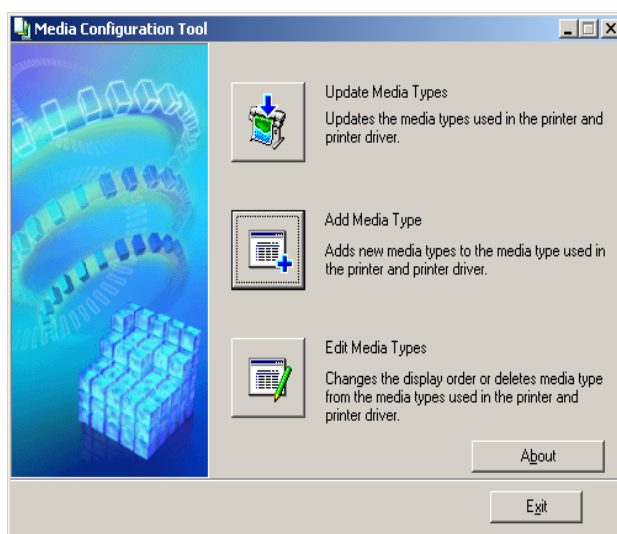 Media Configuration Tool
Update Media Types
Updates the media types used in the printer and
printer driver.
Add Media Type
Adds new media types to the media type used in
the printer and printer driver.
Edit Media Types
Changes the display order or deletes media type
from the media types used in the printer and
printer driver.
About
Exit